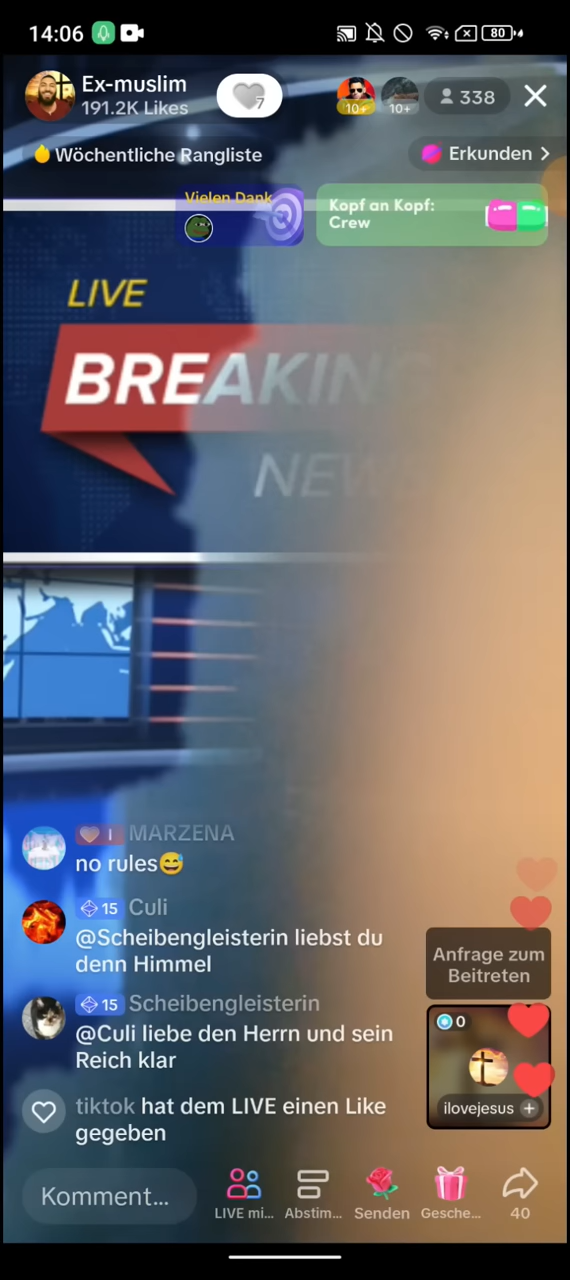 14:06
80
Ex-muslim
191.2K Likes
7
10+
10+
338
Wöchentliche Rangliste
Erkunden
Vielen Dank
Kopf an Kopf:
Crew
LIVE
BREAKING
NEWS
1 MARZENA
no rules😅
15 Culi
@Scheibengleisterin liebst du
denn Himmel
15 Scheibengleisterin
@Culi liebe den Herrn und sein
Reich klar
tiktok hat dem LIVE einen Like
gegeben
Anfrage zum
Beitreten
0
ilovejesus +
Komment...
LIVE mi...
Abstim...
Senden
Gesche...
40